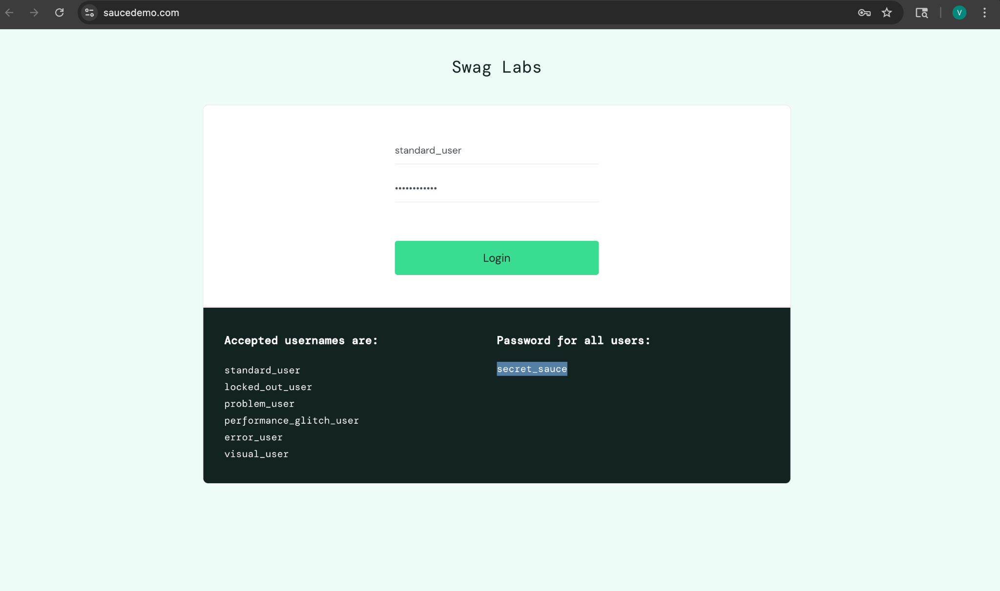 saucedemo.com
V
Swag Labs
standard_user
••••••••••••
Login
Accepted usernames are:
standard_user
locked_out_user
problem_user
performance_glitch_user
error_user
visual_user
Password for all users:
secret_sauce